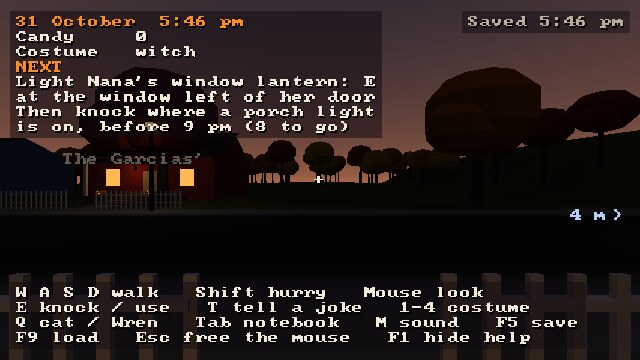 31 October 5:46 pm
Saved 5:46 pm
Candy 0
Costume witch
NEXT
Light Nana's window lantern: E
at the window left of her door
Then knock where a porch light
is on, before 9 pm (8 to go)
The Garcias'
4 m >
W A S D walk Shift hurry Mouse look
E knock / use T tell a joke 1-4 costume
Q cat / Wren Tab notebook M sound F5 save
F9 load Esc free the mouse F1 hide help